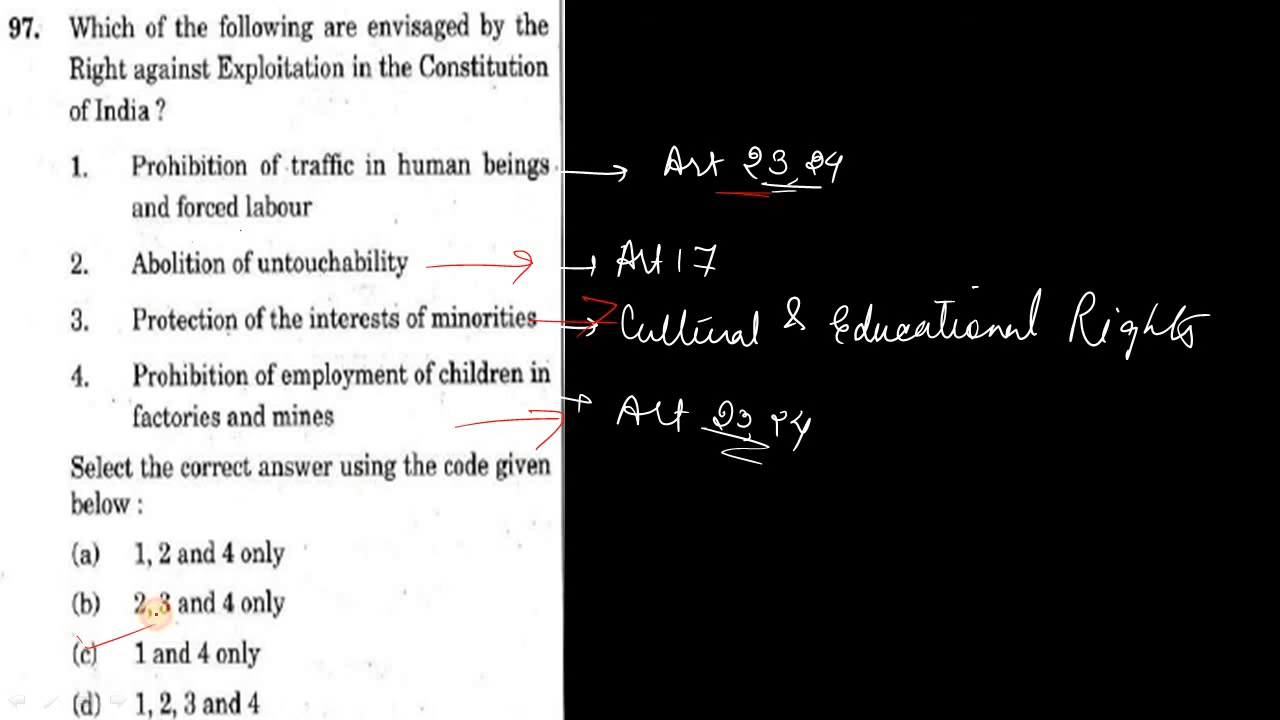 97. Which of the following are envisaged by the
Right against Exploitation in the Constitution
of India ?
1. Prohibition of traffic in human beings
and forced labour
2. Abolition of untouchability
3. Protection of the interests of minorities
4. Prohibition of employment of children in
factories and mines
Select the correct answer using the code given
below :
(a) 1, 2 and 4 only
(b) 2, 3 and 4 only
(c) 1 and 4 only
(d) 1, 2, 3 and 4
Art 23, 24
Art 17
Cultural & Educational Rights
Art 23, 24